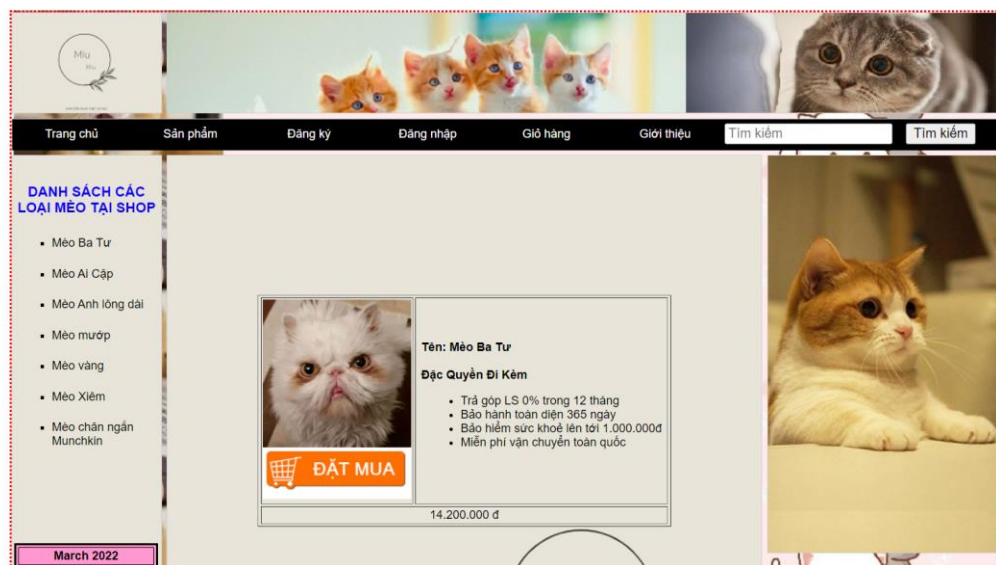 Miu
Miu
Trang chủ
Sản phẩm
Đăng ký
Đăng nhập
Giỏ hàng
Giới thiệu
Tìm kiếm
Tìm kiếm
DANH SÁCH CÁC
LOẠI MÈO TẠI SHOP
Mèo Ba Tư
Mèo Ai Cập
Mèo Anh lông dài
Mèo mướp
Mèo vàng
Mèo Xiêm
Mèo chân ngắn
Munchkin
March 2022
Tên: Mèo Ba Tư
Đặc Quyền Đi Kèm
Trả góp LS 0% trong 12 tháng
Bảo hành toàn diện 365 ngày
Bảo hiểm sức khoẻ lên tới 1.000.000đ
Miễn phí vận chuyển toàn quốc
ĐẶT MUA
14.200.000 đ